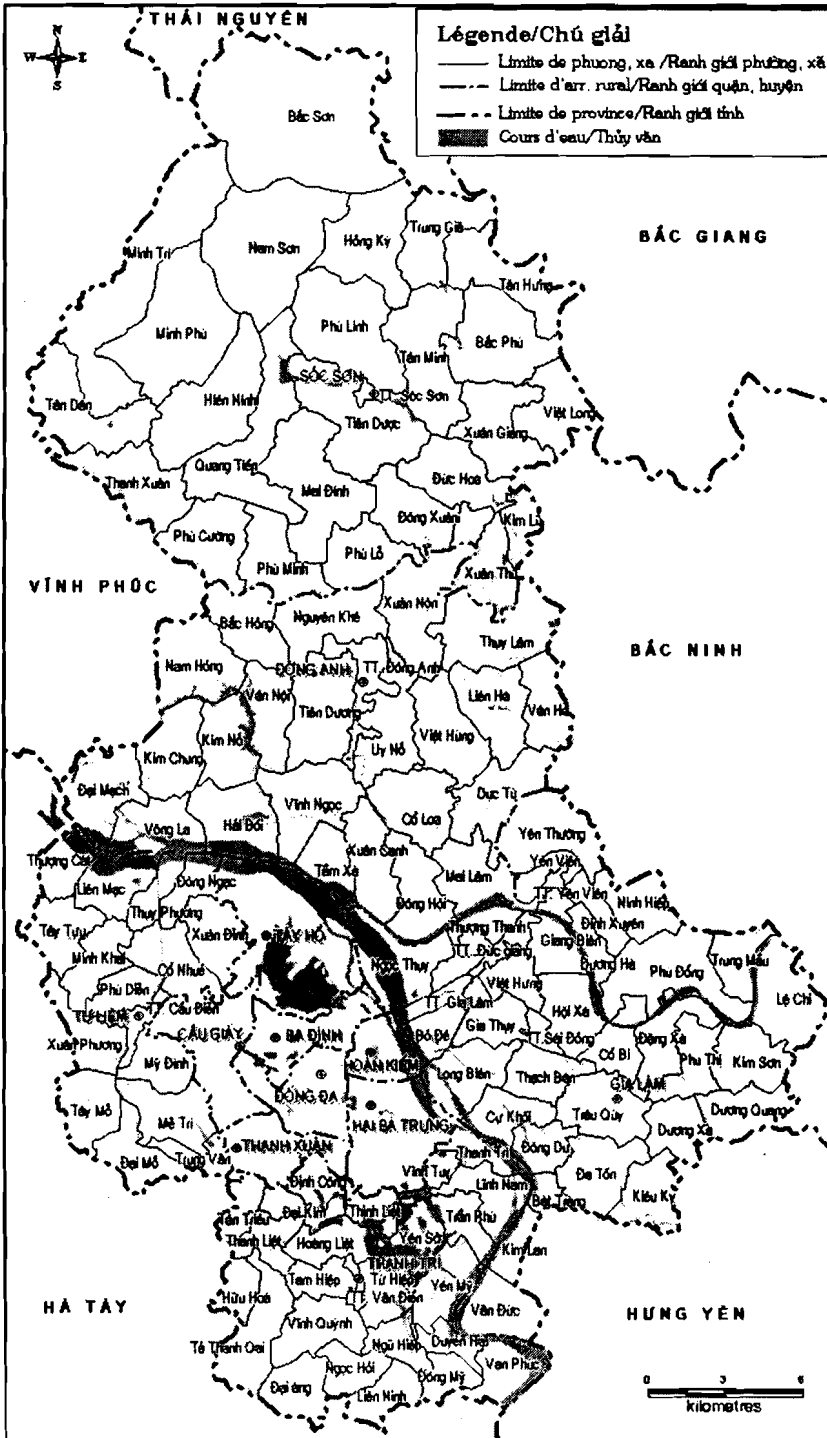 THÁI NGUYÊN
Légende/Chú giải
Limite de phuong, xa /Ranh giới phường, xã
Limite d'arr. rural/Ranh giới quận, huyện
Limite de province/Ranh giới tỉnh
Cours d'eau/Thủy văn
N
W
E
S
Bắc Sơn
BẮC GIANG
Minh Trí
Nam Sơn
Hồng Kỳ
Trung Giã
Tân Hưng
Minh Phú
Phù Linh
Tân Minh
Bắc Phú
SÓC SƠN
TT. Sóc Sơn
Tân Dân
Hiền Ninh
Tiên Dược
Việt Long
Xuân Giang
Thanh Xuân
Quang Tiến
Mai Đình
Đức Hoà
Đông Xuân
Kim Lũ
Phú Cường
Phú Minh
Phù Lỗ
Xuân Thu
VĨNH PHÚC
Bắc Hồng
Nguyên Khê
Xuân Nộn
Thụy Lâm
BẮC NINH
Nam Hồng
ĐÔNG ANH
TT. Đông Anh
Vân Nội
Liên Hà
Vân Hà
Tiên Dương
Việt Hùng
Kim Chung
Kim Nỗ
Uy Nỗ
Đại Mạch
Vĩnh Ngọc
Cổ Loa
Dục Tú
Võng La
Hải Bối
Xuân Canh
Yên Thường
Thượng Cát
Mai Lâm
Yên Viên
Tầm Xá
TT. Yên Viên
Liên Mạc
Đông Ngạc
Đông Hội
Ninh Hiệp
Thụy Phương
Thượng Thanh
Đình Xuyên
Tây Tựu
Xuân Đỉnh
TÂY HỒ
TT. Đức giang
Giang Biên
Dương Hà
Trung Mầu
Minh Khai
Cổ Nhuế
Ngọc Thụy
Phù Đổng
Lệ Chi
Phú Diễn
Việt Hưng
TT. Gia Lâm
Hội Xá
TỪ LIÊM
TT. Cầu Diễn
CẦU GIẤY
BA ĐÌNH
Bồ Đề
Gia Thụy
TT. Sài Đồng
Đặng Xá
Xuân Phương
Cổ Bi
Phú Thị
Kim Sơn
Mỹ Đình
HOÀN KIẾM
Long Biên
Thạch Bàn
GIA LÂM
Tây Mỗ
ĐỐNG ĐA
Cự Khối
Trâu Qùy
Dương Quang
Mễ Trì
HAI BÀ TRƯNG
Dương Xá
Đại Mỗ
Trung Văn
THANH XUÂN
Thanh Trì
Đông Dư
Vĩnh Tuy
Đa Tốn
Định Công
Lĩnh Nam
Bát Tràng
Kiêu Kỵ
Tân Triều
Đại Kim
Thịnh Liệt
Trần Phú
Thanh Liệt
Hoàng Liệt
Yên Sở
Kim Lan
THANH TRÌ
Tam Hiệp
Tứ Hiệp
Yên Mỹ
HÀ TÂY
Hữu Hoà
TT. Văn Điển
Văn Đức
HƯNG YÊN
Vĩnh Quỳnh
Tả Thanh Oai
Ngũ Hiệp
Duyên Hà
Vạn Phúc
Ngọc Hồi
Đại áng
Đông Mỹ
Liên Ninh
0 3 6
kilometres